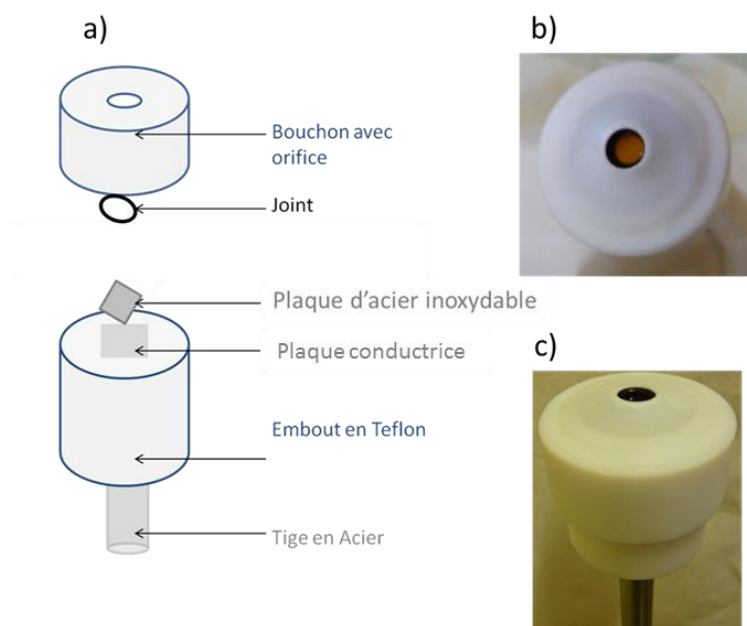 a)
b)
Bouchon avec
orifice
Joint
Plaque d'acier inoxydable
Plaque conductrice
c)
Embout en Teflon
Tige en Acier